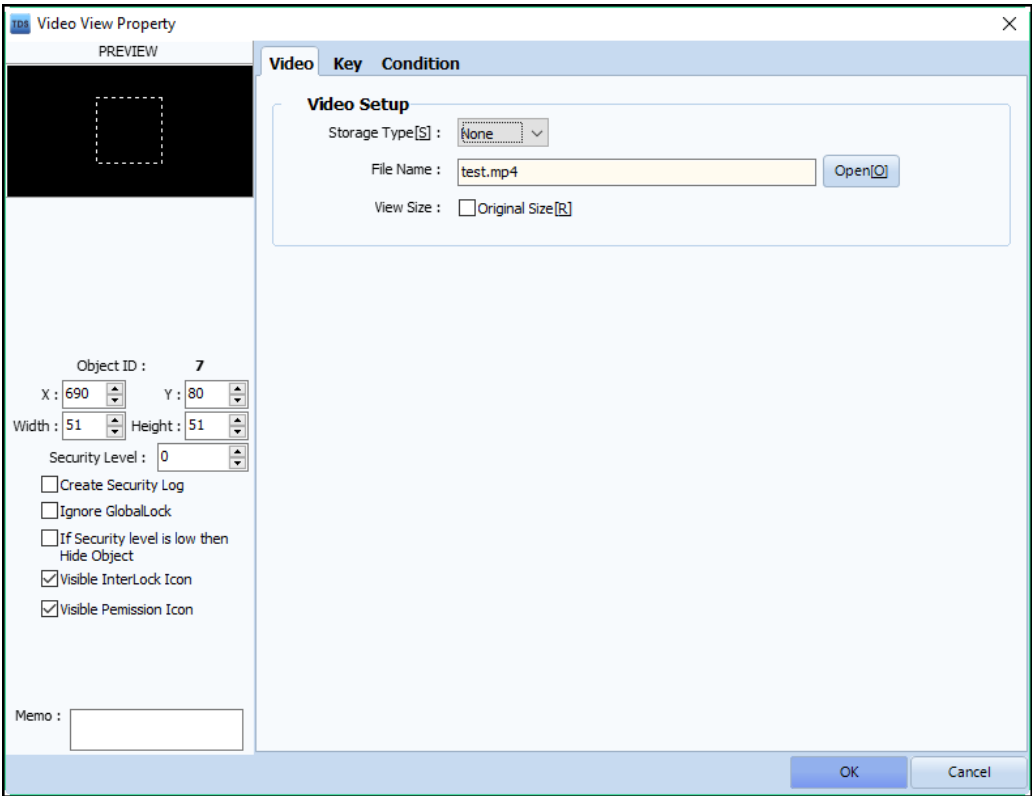 TDS Video View Property
PREVIEW
Video Key Condition
Video Setup
Storage Type[S] : None
File Name : test.mp4 Open[O]
View Size : Original Size[R]
Object ID : 7
X : 690 Y : 80
Width : 51 Height : 51
Security Level : 0
Create Security Log
Ignore GlobalLock
If Security level is low then
Hide Object
Visible InterLock Icon
Visible Pemission Icon
Memo :
OK Cancel